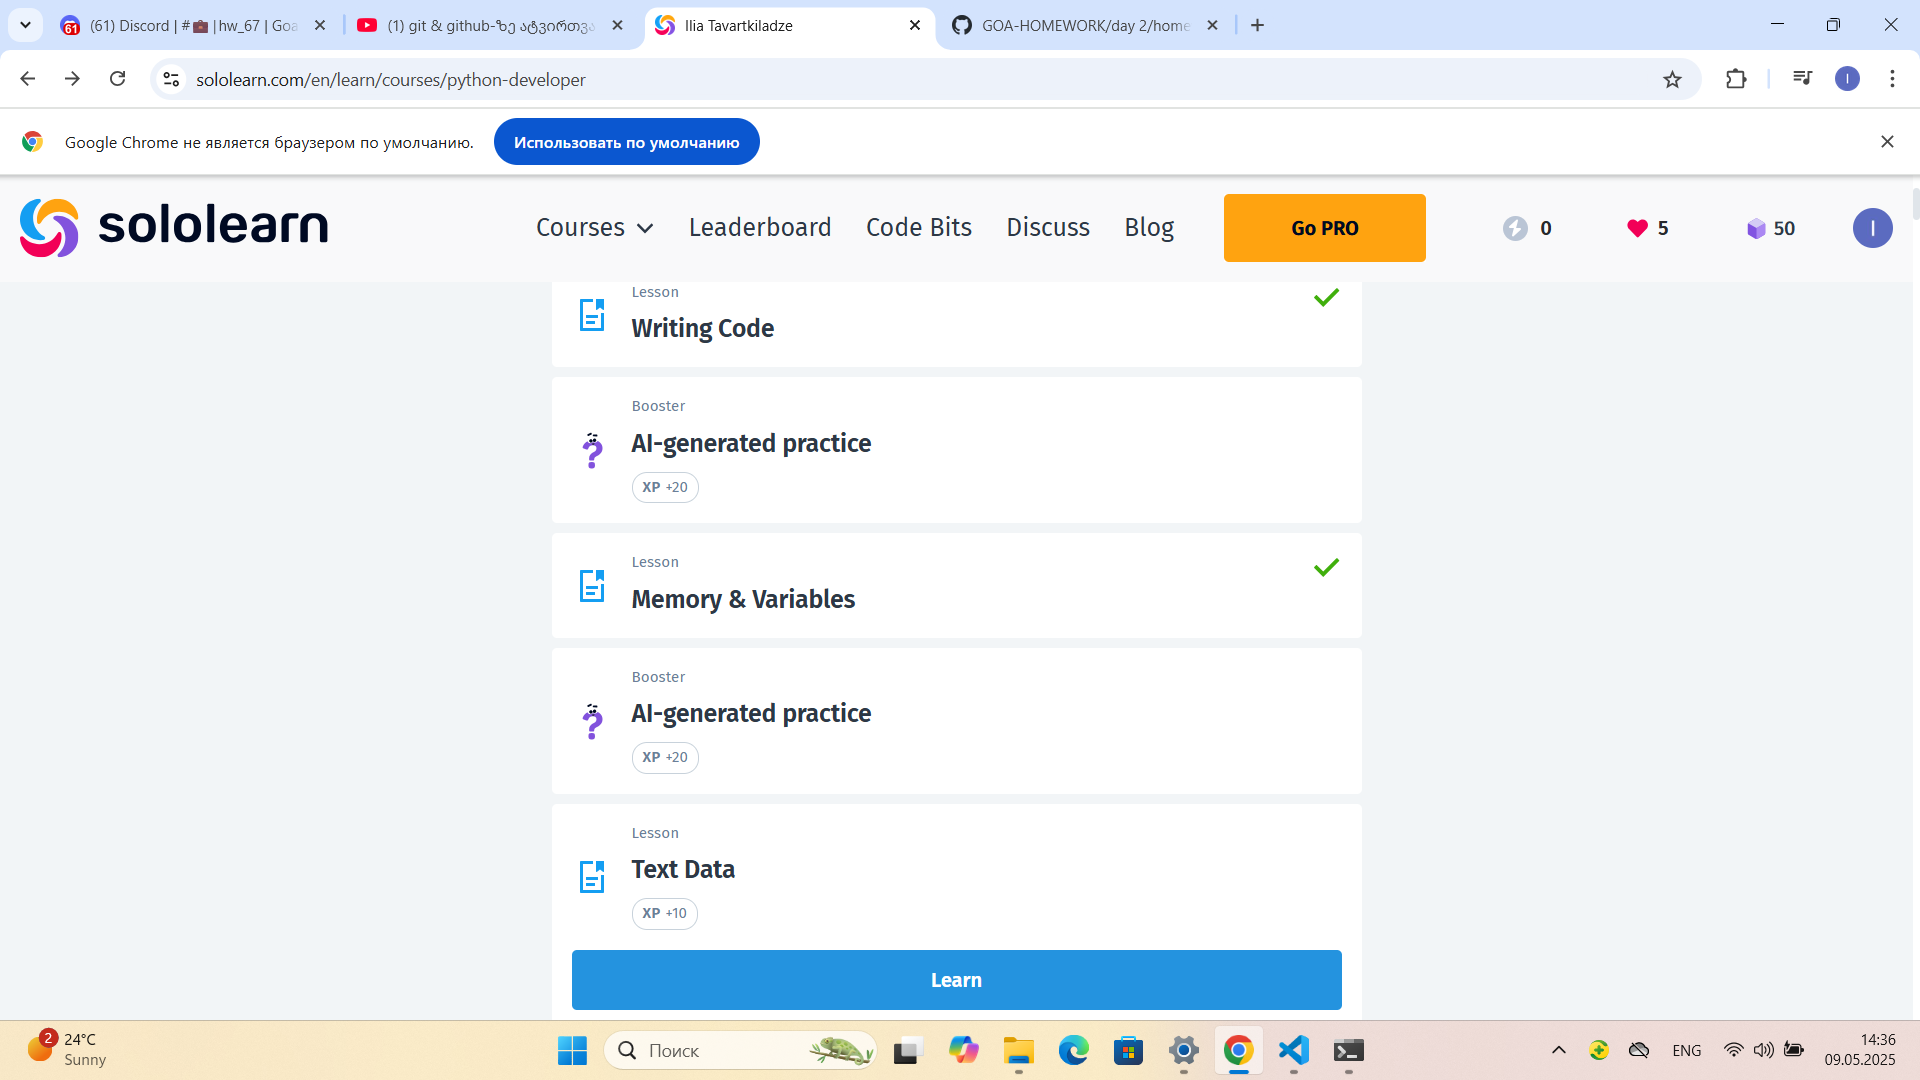 (61) Discord | #💼|hw_67 | Goa
(1) git & github-ზე ატვირთვა
Ilia Tavartkiladze
GOA-HOMEWORK/day 2/home
sololearn.com/en/learn/courses/python-developer
I
Google Chrome не является браузером по умолчанию.
Использовать по умолчанию
sololearn
Courses
Leaderboard
Code Bits
Discuss
Blog
Go PRO
0
5
50
I
Lesson
Writing Code
Booster
AI-generated practice
XP +20
Lesson
Memory & Variables
Booster
AI-generated practice
XP +20
Lesson
Text Data
XP +10
Learn
2
24°C
Sunny
Поиск
ENG
14:36
09.05.2025